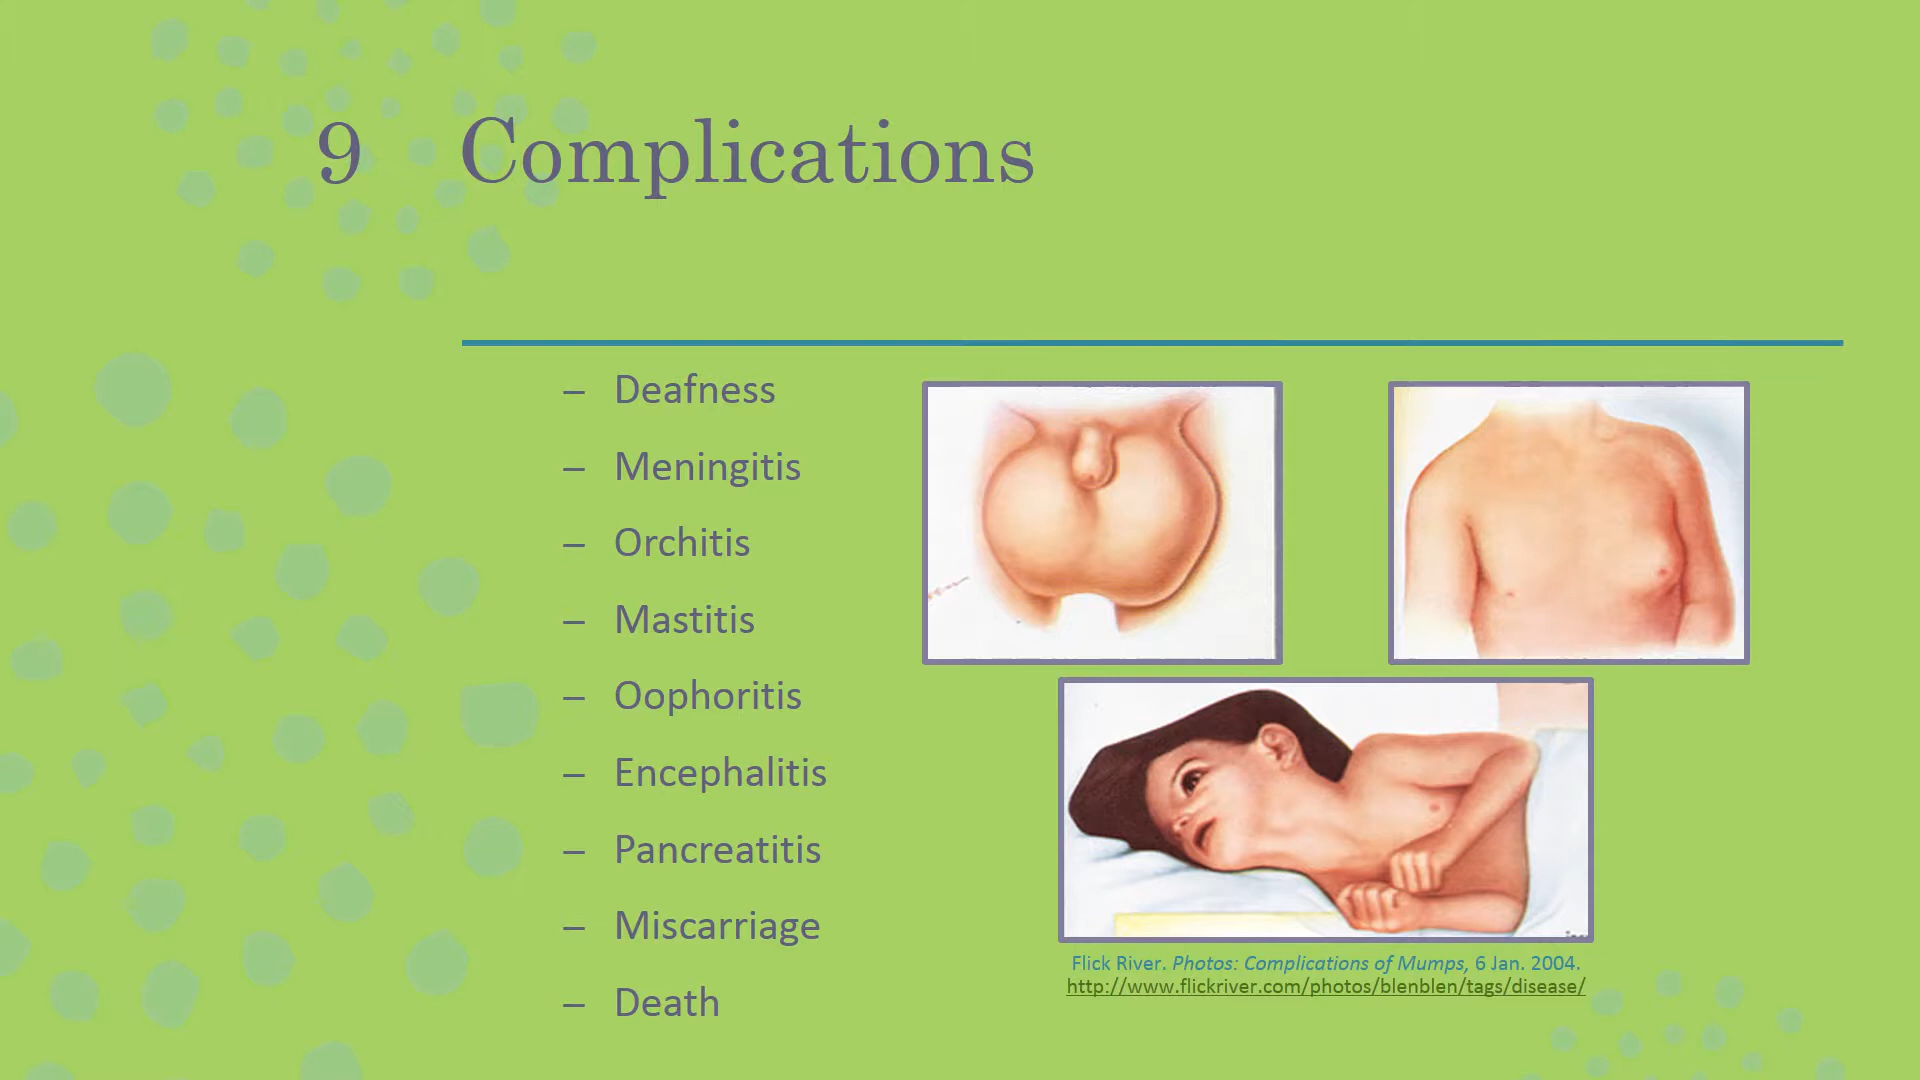 9 Complications
– Deafness
– Meningitis
– Orchitis
– Mastitis
– Oophoritis
– Encephalitis
– Pancreatitis
– Miscarriage
– Death
Flick River. Photos: Complications of Mumps, 6 Jan. 2004.
http://www.flickriver.com/photos/blenblen/tags/disease/